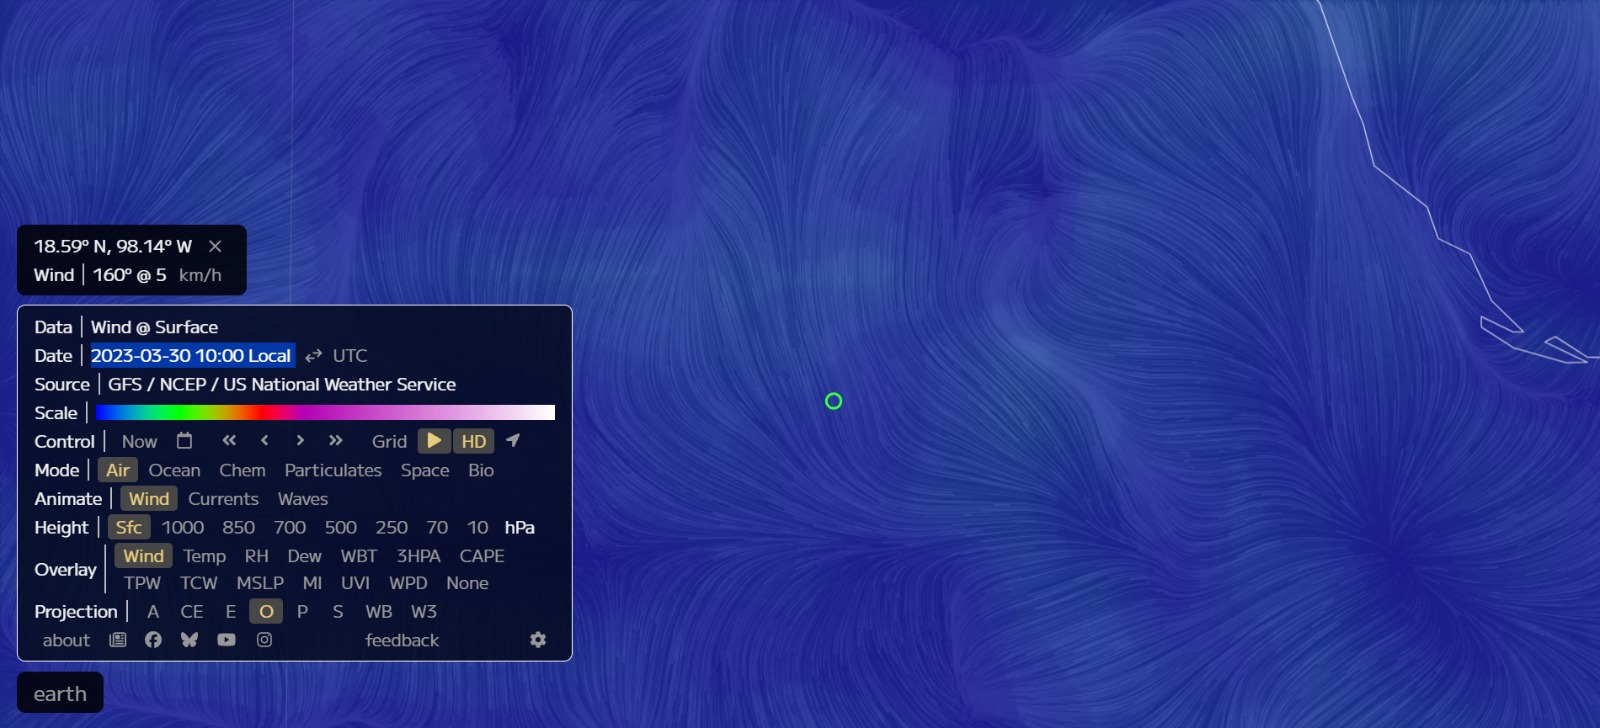 18.59° N, 98.14° W ×
Wind | 160° @ 5 km/h
Data | Wind @ Surface
Date | 2023-03-30 10:00 Local ⇄ UTC
Source | GFS / NCEP / US National Weather Service
Scale |
Control | Now « ‹ › » Grid HD
Mode | Air Ocean Chem Particulates Space Bio
Animate | Wind Currents Waves
Height | Sfc 1000 850 700 500 250 70 10 hPa
Overlay | Wind Temp RH Dew WBT 3HPA CAPE
TPW TCW MSLP MI UVI WPD None
Projection | A CE E O P S WB W3
about feedback
earth